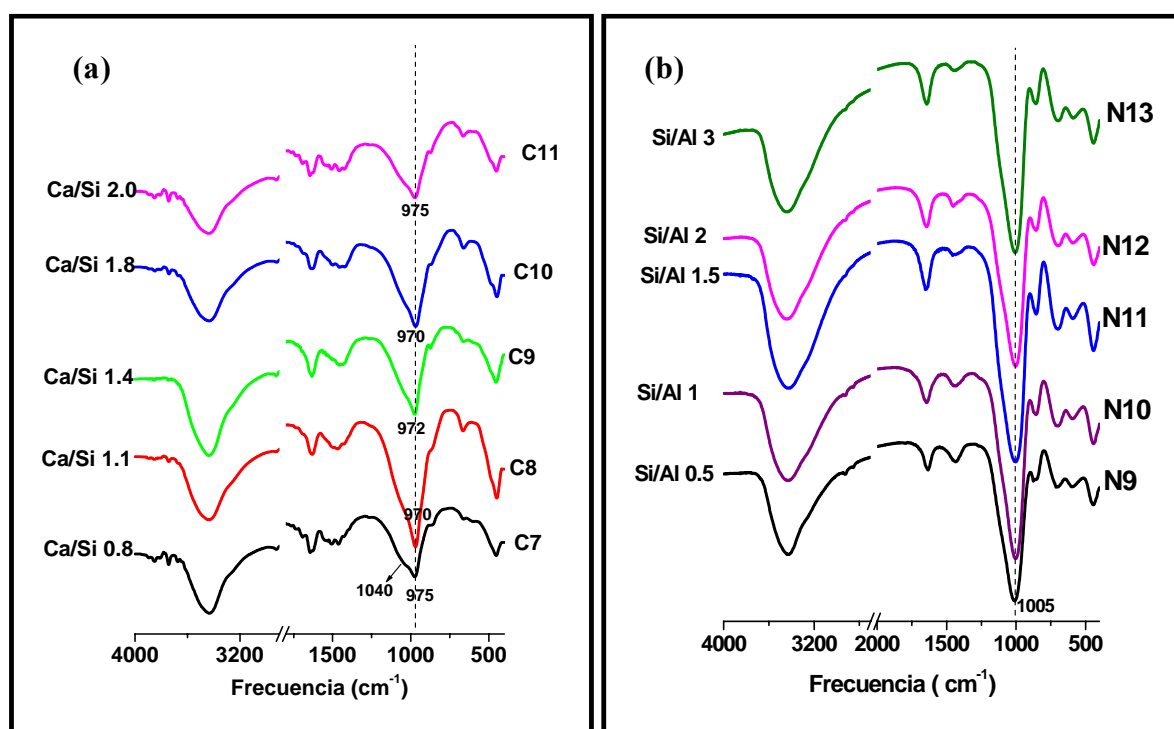 (a)
C11
Ca/Si 2.0
975
Ca/Si 1.8
C10
970
C9
Ca/Si 1.4
972
Ca/Si 1.1
C8
970
Ca/Si 0.8
C7
1040
975
4000 3200 1500 1000 500
Frecuencia (cm-1)
(b)
N13
Si/Al 3
Si/Al 2
N12
Si/Al 1.5
N11
Si/Al 1
N10
Si/Al 0.5
N9
1005
4000 3200 2400 2000 1500 1000 500
Frecuencia ( cm-1)